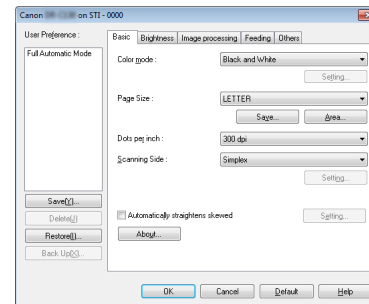 Canon on STI - 0000
User Preference :
Full Automatic Mode
Save(Y)...
Delete(J)
Restore(I)...
Back Up(X)...
Basic Brightness Image processing Feeding Others
Color mode : Black and White
Setting...
Page Size : LETTER
Save... Area...
Dots per inch : 300 dpi
Scanning Side : Simplex
Setting...
Automatically straightens skewed Setting...
About...
OK Cancel Default Help